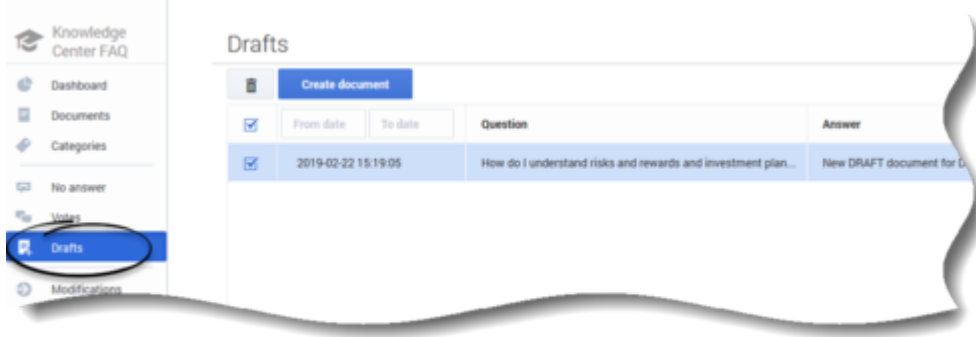 Knowledge
Center FAQ
Dashboard
Documents
Categories
No answer
Votes
Drafts
Modifications
Drafts
Create document
From date To date Question Answer
2019-02-22 15:19:05 How do I understand risks and rewards and investment plan... New DRAFT document for